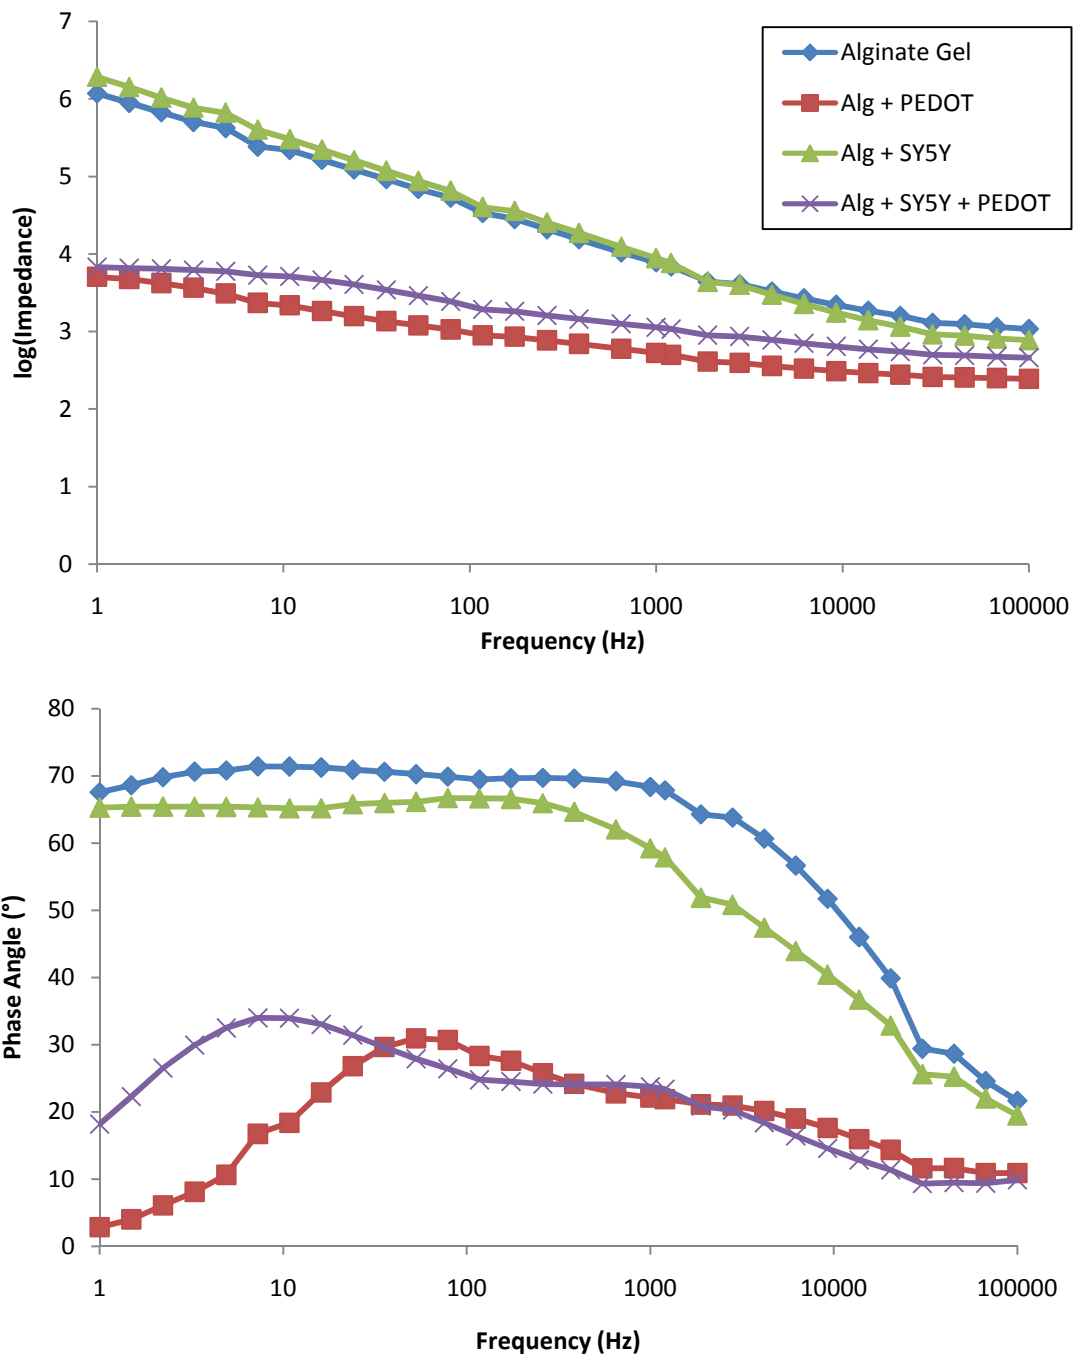 7
6
5
4
3
2
1
0
log(Impedance)
Alginate Gel
Alg + PEDOT
Alg + SY5Y
Alg + SY5Y + PEDOT
1 10 100 1000 10000 100000
Frequency (Hz)
80
70
60
50
40
30
20
10
0
Phase Angle (°)
1 10 100 1000 10000 100000
Frequency (Hz)